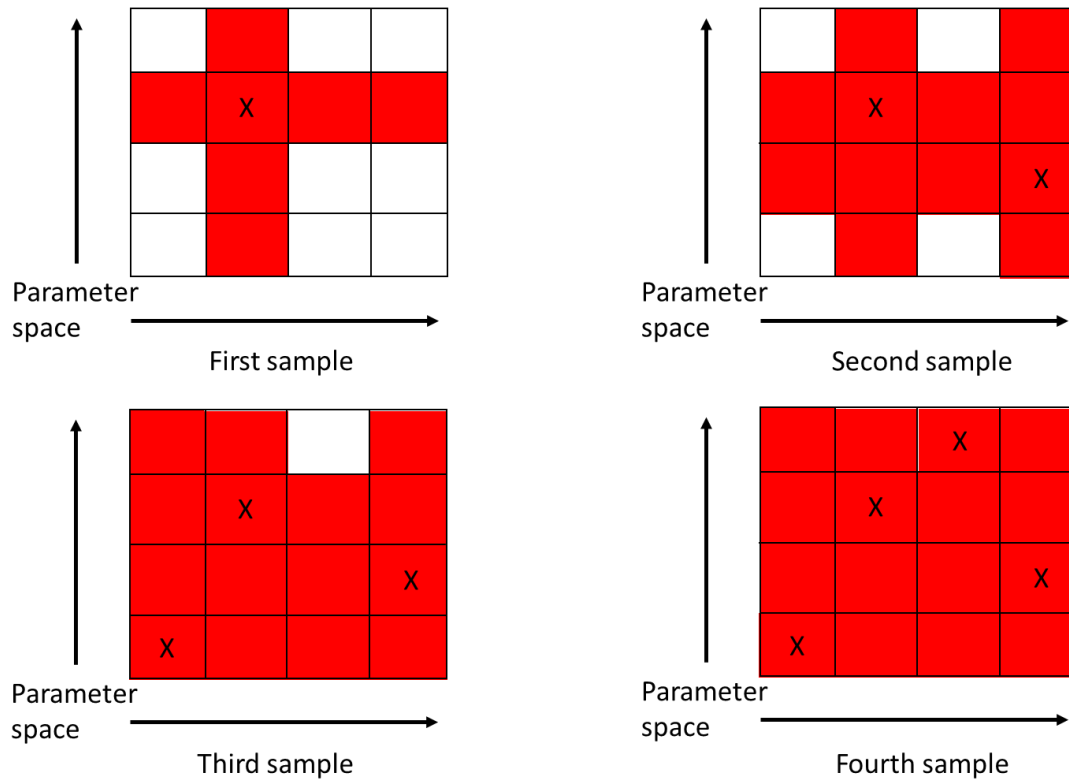 X
Parameter
space
First sample
X
X
Parameter
space
Second sample
X
X
X
Parameter
space
Third sample
X
X
X
X
Parameter
space
Fourth sample